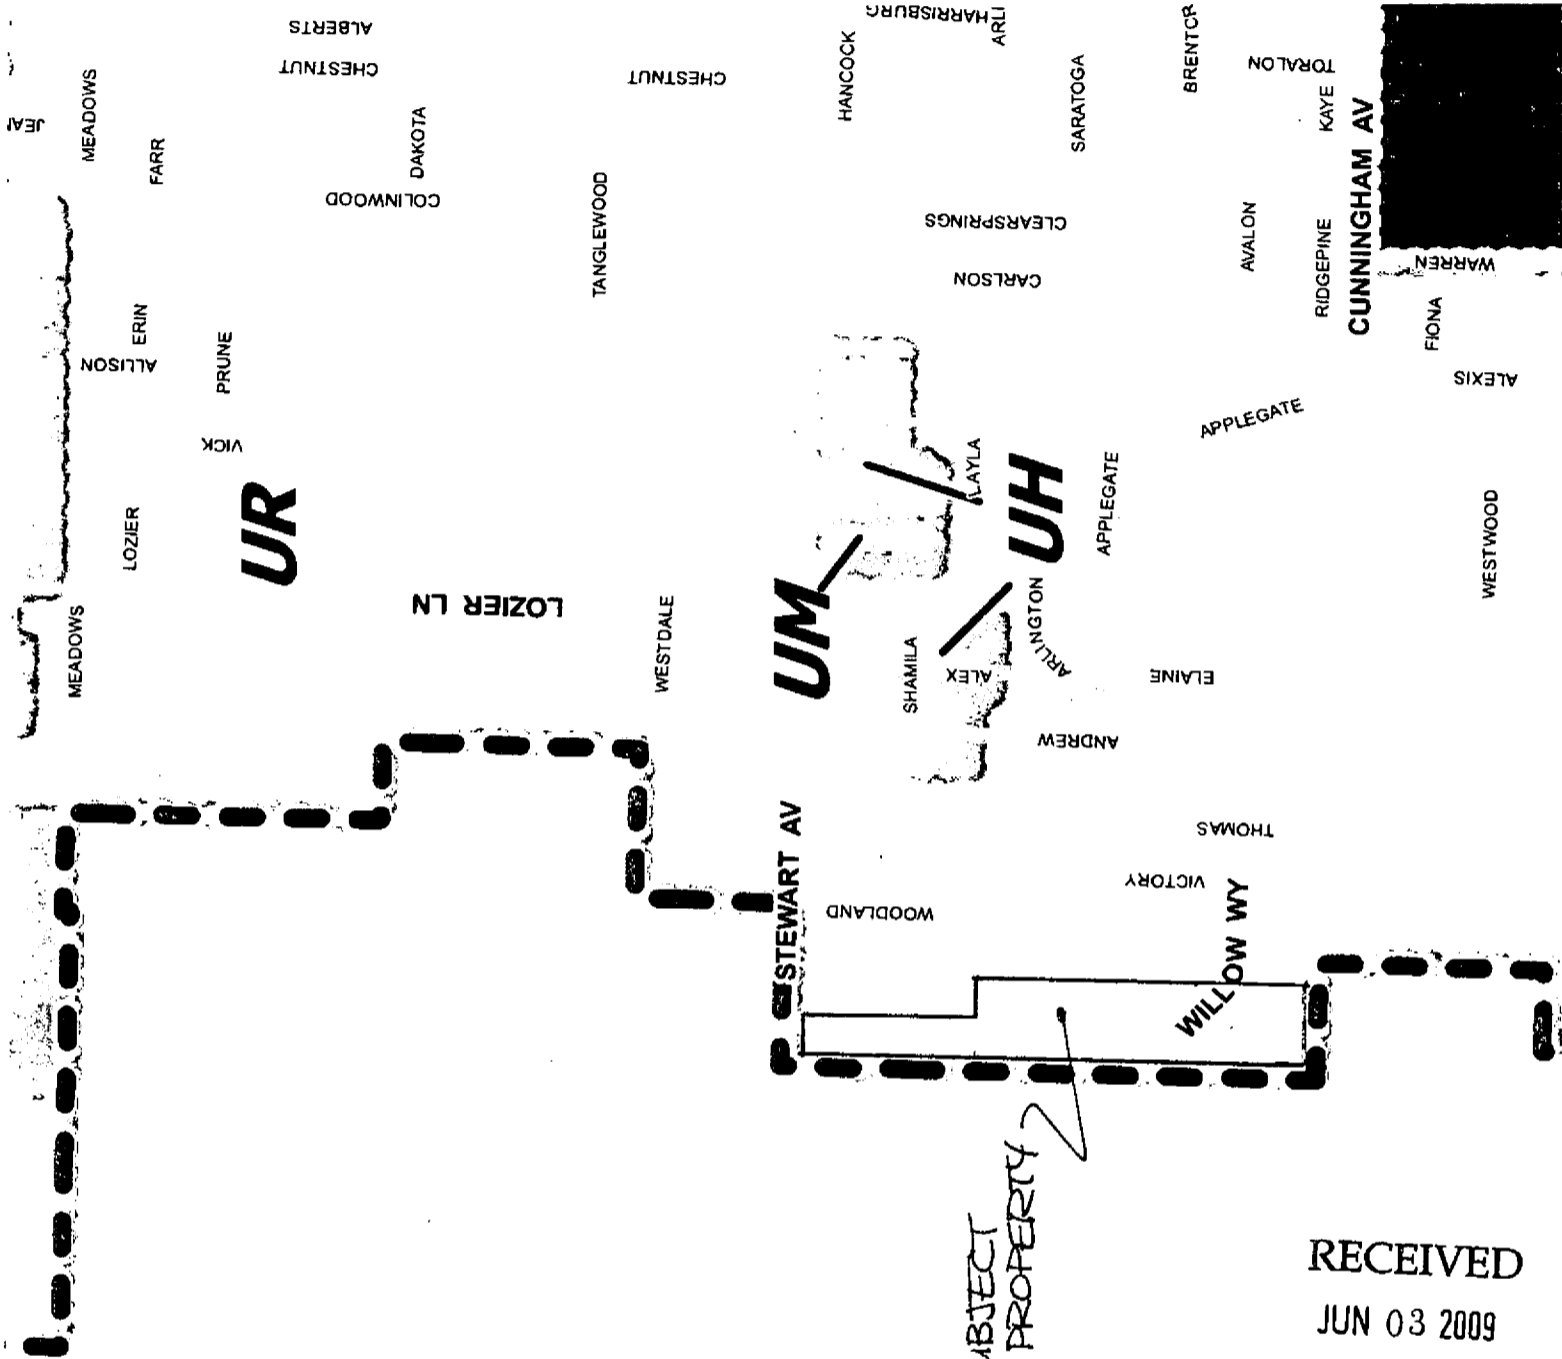 ALBERTS
HARRISBURG
ARLI
CHESTNUT
CHESTNUT
HANCOCK
SARATOGA
BRENTCR
TORALON
KAYE
CUNNINGHAM AV
MEADOWS
FARR
DAKOTA
COLINWOOD
TANGLEWOOD
CLEARSPRINGS
CARLSON
AVALON
RIDGEPINE
WARREN
FIONA
ALEXIS
ERIN
ALLISON
PRUNE
VICK
LAYLA
APPLEGATE
UR
LOZIER
UH
APPLEGATE
WESTWOOD
MEADOWS
LOZIER LN
WESTDALE
UM
SHAMILA
ALEX
ARLINGTON
ELAINE
ANDREW
STEWART AV
THOMAS
VICTORY
WOODLAND
WILLOW WY
PROPERTY
RECEIVED
JUN 03 2009